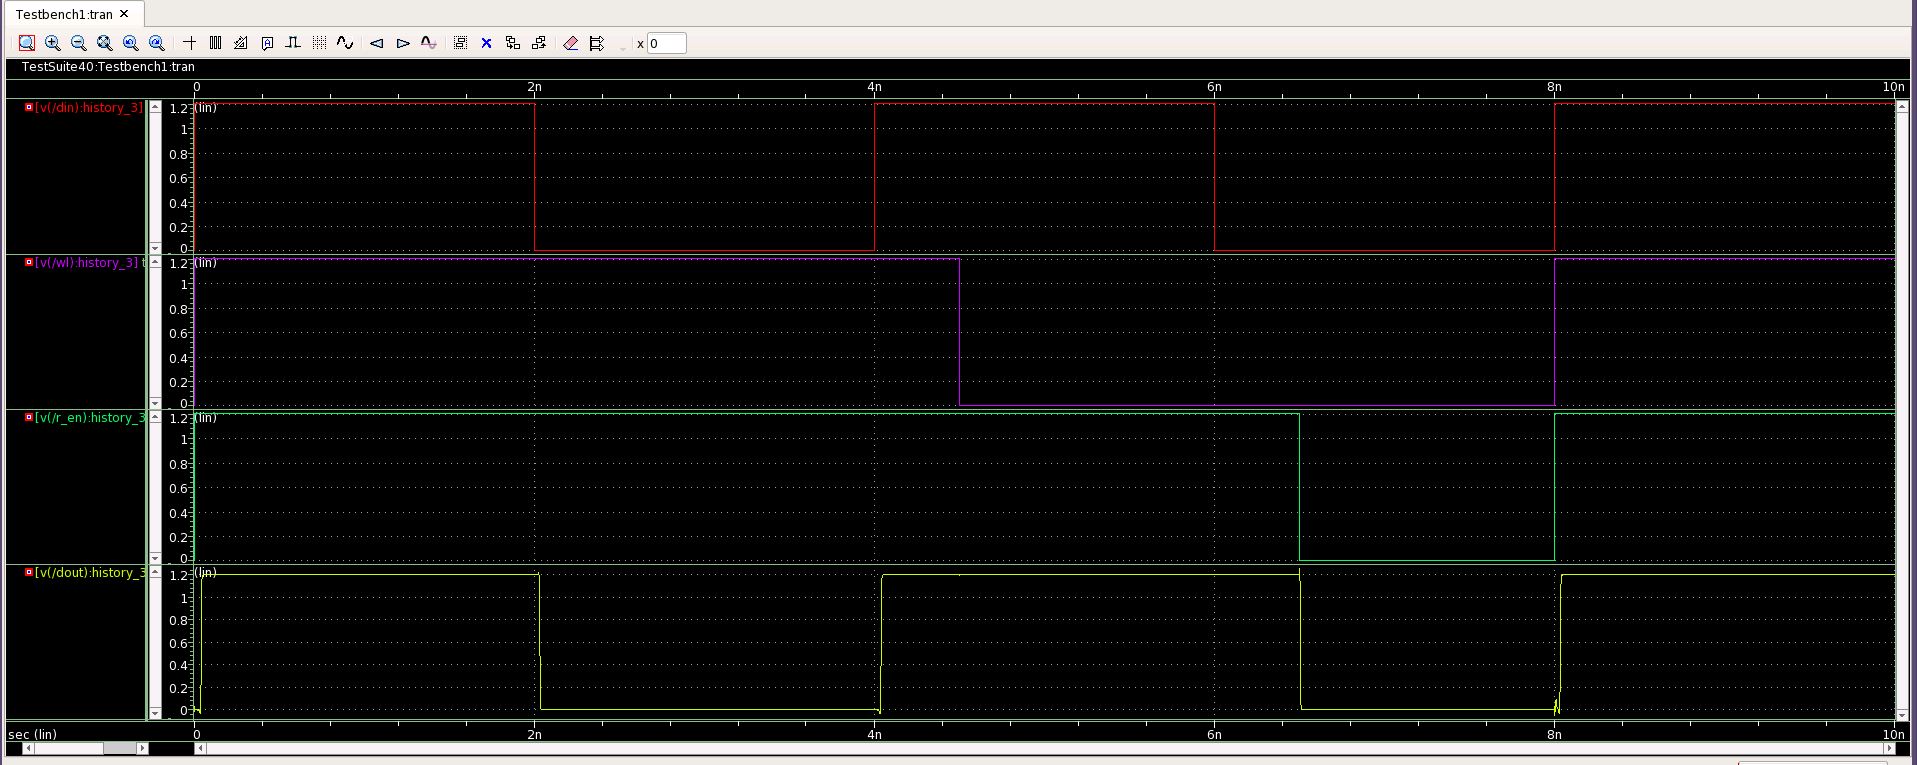 Testbench1:tran
x 0
TestSuite40:Testbench1:tran
0 2n 4n 6n 8n 10n
[v(/din):history_3]
1.2 (lin)
1
0.8
0.6
0.4
0.2
0
[v(/wl):history_3] t
1.2 (lin)
1
0.8
0.6
0.4
0.2
0
[v(/r_en):history_3
1.2 (lin)
1
0.8
0.6
0.4
0.2
0
[v(/dout):history_3
1.2 (lin)
1
0.8
0.6
0.4
0.2
0
sec (lin) 0 2n 4n 6n 8n 10n